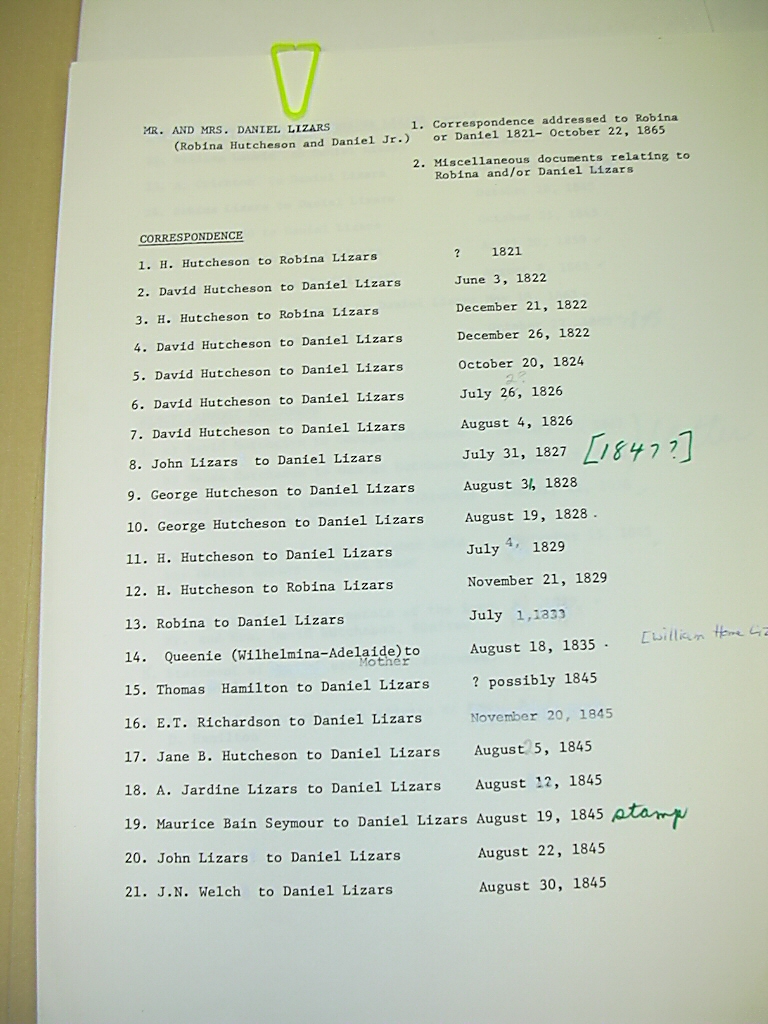 MR. AND MRS. DANIEL LIZARS
(Robina Hutcheson and Daniel Jr.)
1. Correspondence addressed to Robina
or Daniel 1821- October 22, 1865
2. Miscellaneous documents relating to
Robina and/or Daniel Lizars
CORRESPONDENCE
1. H. Hutcheson to Robina Lizars ? 1821
2. David Hutcheson to Daniel Lizars June 3, 1822
3. H. Hutcheson to Robina Lizars December 21, 1822
4. David Hutcheson to Daniel Lizars December 26, 1822
5. David Hutcheson to Daniel Lizars October 20, 1824
2?
6. David Hutcheson to Daniel Lizars July 26, 1826
7. David Hutcheson to Daniel Lizars August 4, 1826
8. John Lizars to Daniel Lizars July 31, 1827 [1847?]
9. George Hutcheson to Daniel Lizars August 31, 1828
10. George Hutcheson to Daniel Lizars August 19, 1828 .
11. H. Hutcheson to Daniel Lizars July 4, 1829
12. H. Hutcheson to Robina Lizars November 21, 1829
13. Robina to Daniel Lizars July 1,1833
14. Queenie (Wilhelmina-Adelaide)to August 18, 1835 . [William Home
Mother
15. Thomas Hamilton to Daniel Lizars ? possibly 1845
16. E.T. Richardson to Daniel Lizars November 20, 1845
17. Jane B. Hutcheson to Daniel Lizars August 5, 1845
18. A. Jardine Lizars to Daniel Lizars August 12, 1845
19. Maurice Bain Seymour to Daniel Lizars August 19, 1845 stamp
20. John Lizars to Daniel Lizars August 22, 1845
21. J.N. Welch to Daniel Lizars August 30, 1845